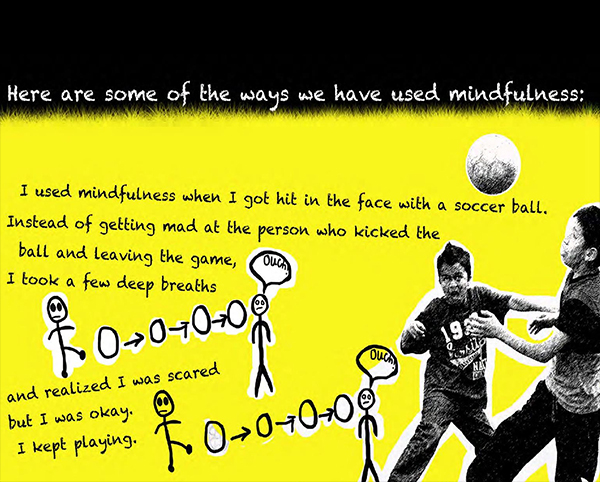 Here are some of the ways we have used mindfulness:
I used mindfulness when I got hit in the face with a soccer ball.
Instead of getting mad at the person who kicked the
ball and leaving the game,
I took a few deep breaths
Ouch!
and realized I was scared
but I was okay.
I kept playing.
Ouch!
19